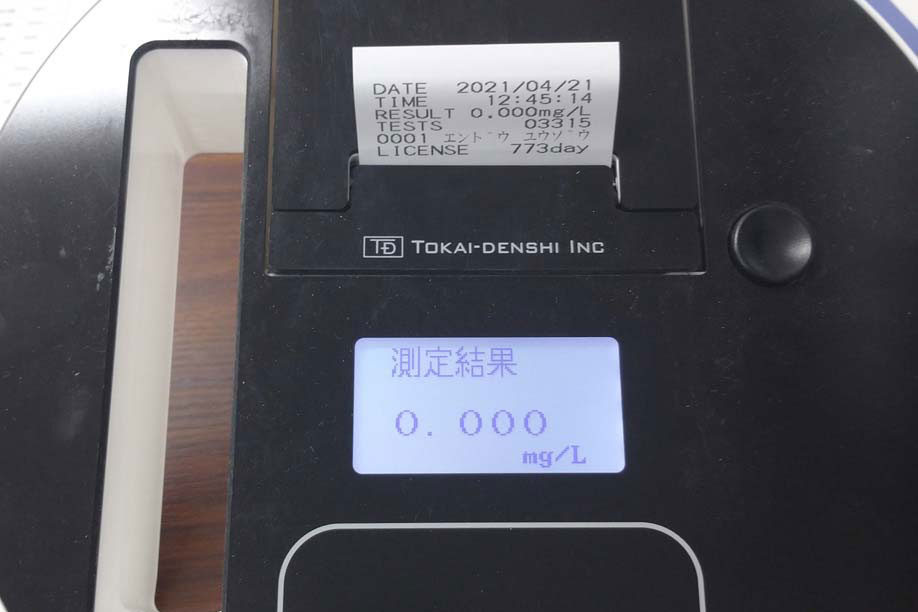 DATE 2021/04/21
TIME 12:45:14
RESULT 0.000mg/L
TESTS 03315
0001 エンドウ ユウゾウ
LICENSE 773day
TD TOKAI-DENSHI INC
測定結果
0.000
mg/L